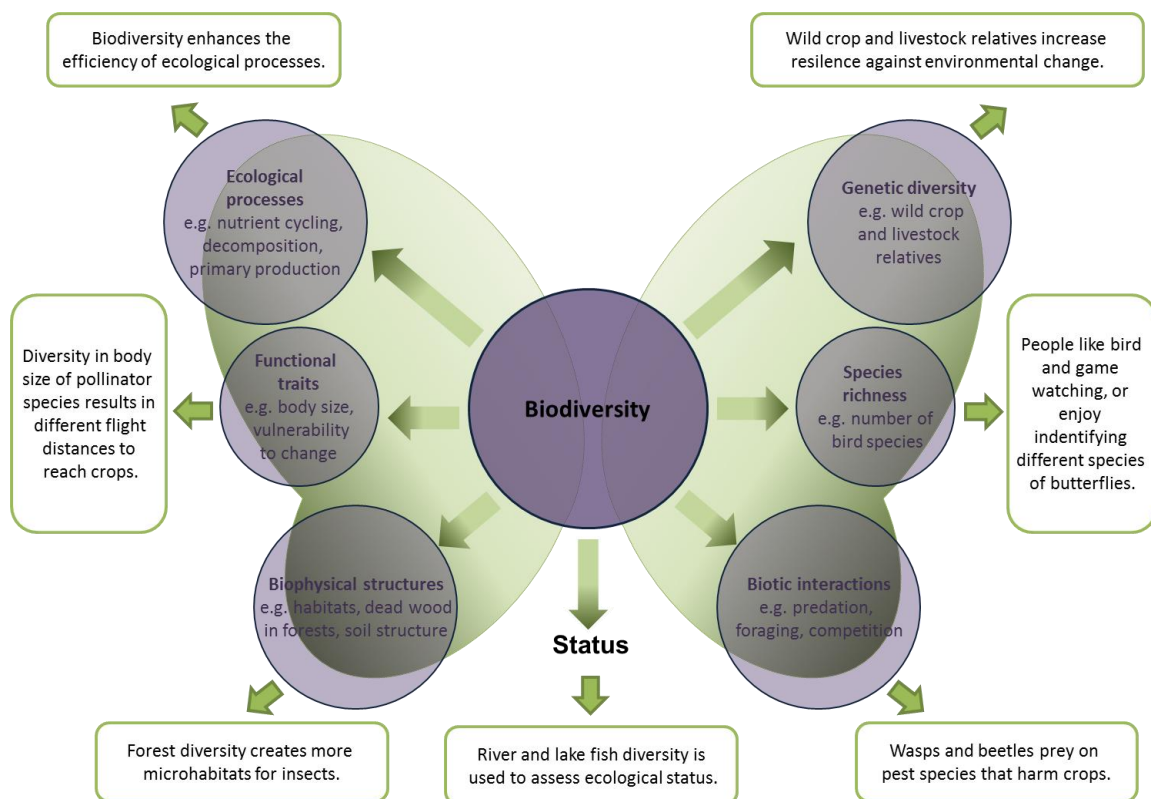 Biodiversity enhances the
efficiency of ecological processes.
Wild crop and livestock relatives increase
resilence against environmental change.
Ecological
processes
e.g. nutrient cycling,
decomposition,
primary production
Genetic diversity
e.g. wild crop
and livestock
relatives
Diversity in body
size of pollinator
species results in
different flight
distances to
reach crops.
Functional
traits
e.g. body size,
vulnerability
to change
Biodiversity
Species
richness
e.g. number of
bird species
People like bird
and game
watching, or
enjoy
indentifying
different species
of butterflies.
Biophysical structures
e.g. habitats, dead wood
in forests, soil structure
Status
Biotic interactions
e.g. predation,
foraging, competition
Forest diversity creates more
microhabitats for insects.
River and lake fish diversity is
used to assess ecological status.
Wasps and beetles prey on
pest species that harm crops.